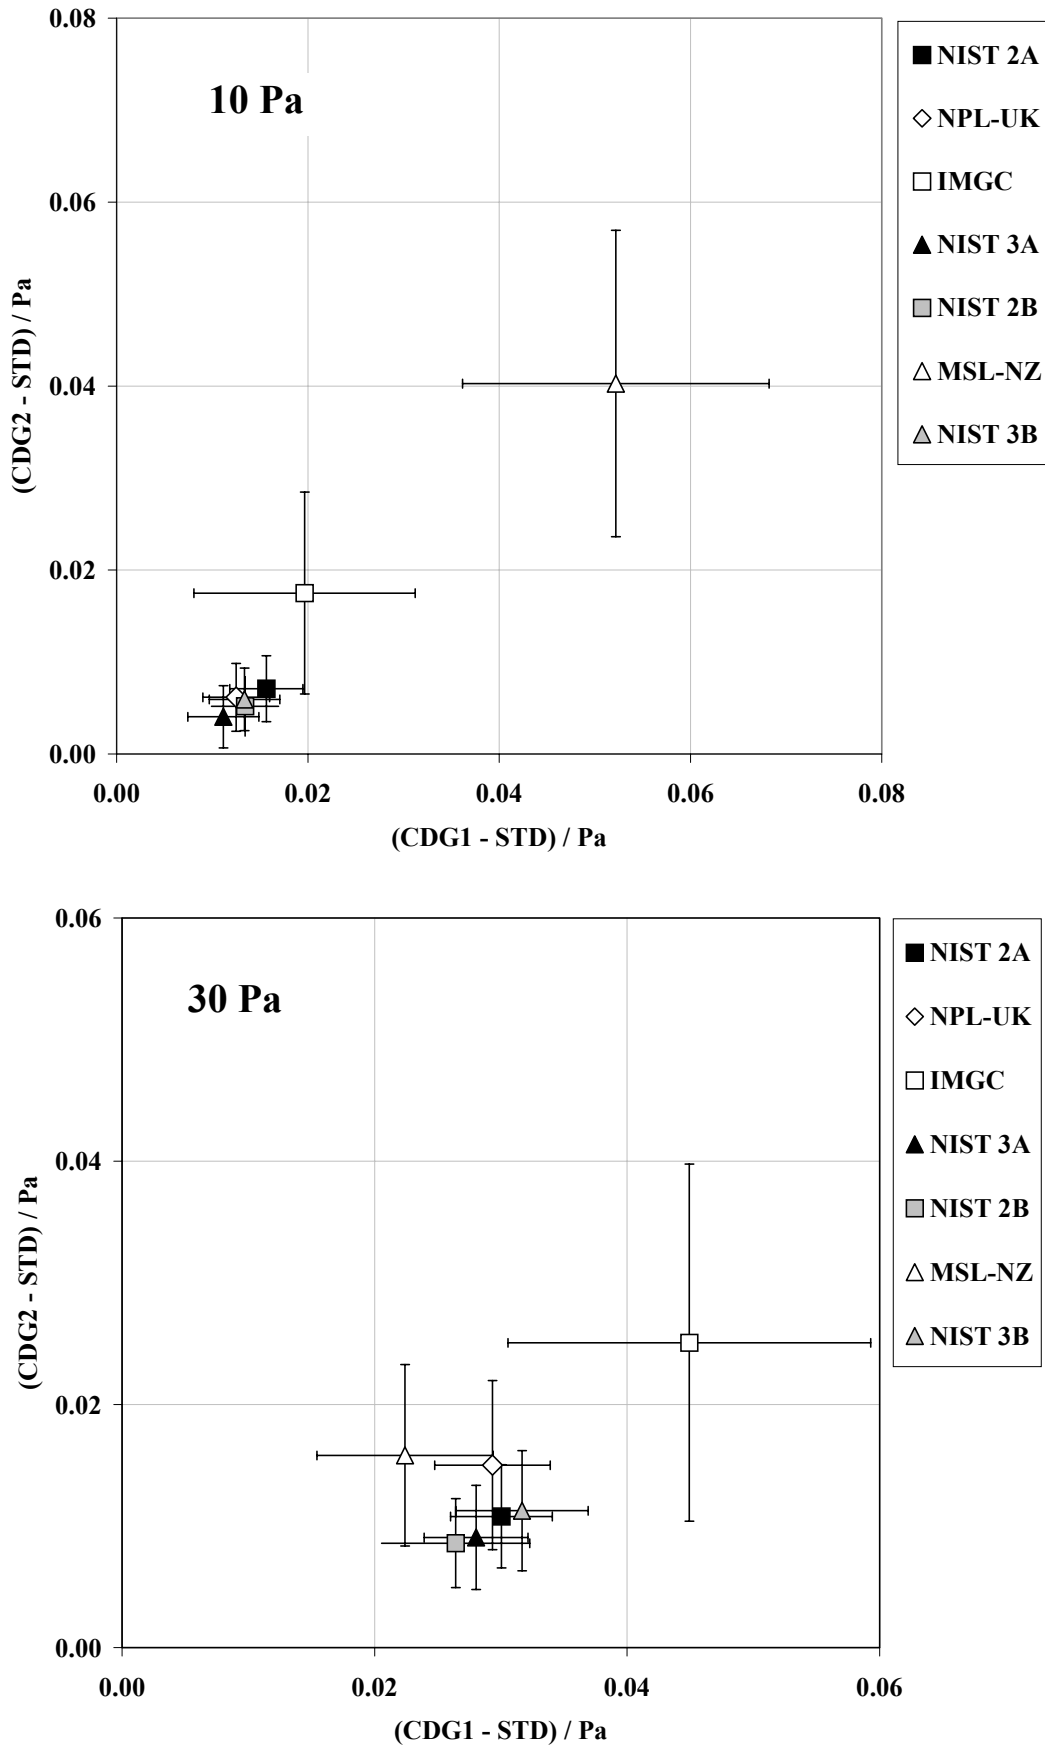 0.08
0.06
0.04
0.02
0.00
(CDG2 - STD) / Pa
10 Pa
0.00 0.02 0.04 0.06 0.08
(CDG1 - STD) / Pa
NIST 2A
NPL-UK
IMGC
NIST 3A
NIST 2B
MSL-NZ
NIST 3B
0.06
0.04
0.02
0.00
(CDG2 - STD) / Pa
30 Pa
0.00 0.02 0.04 0.06
(CDG1 - STD) / Pa
NIST 2A
NPL-UK
IMGC
NIST 3A
NIST 2B
MSL-NZ
NIST 3B